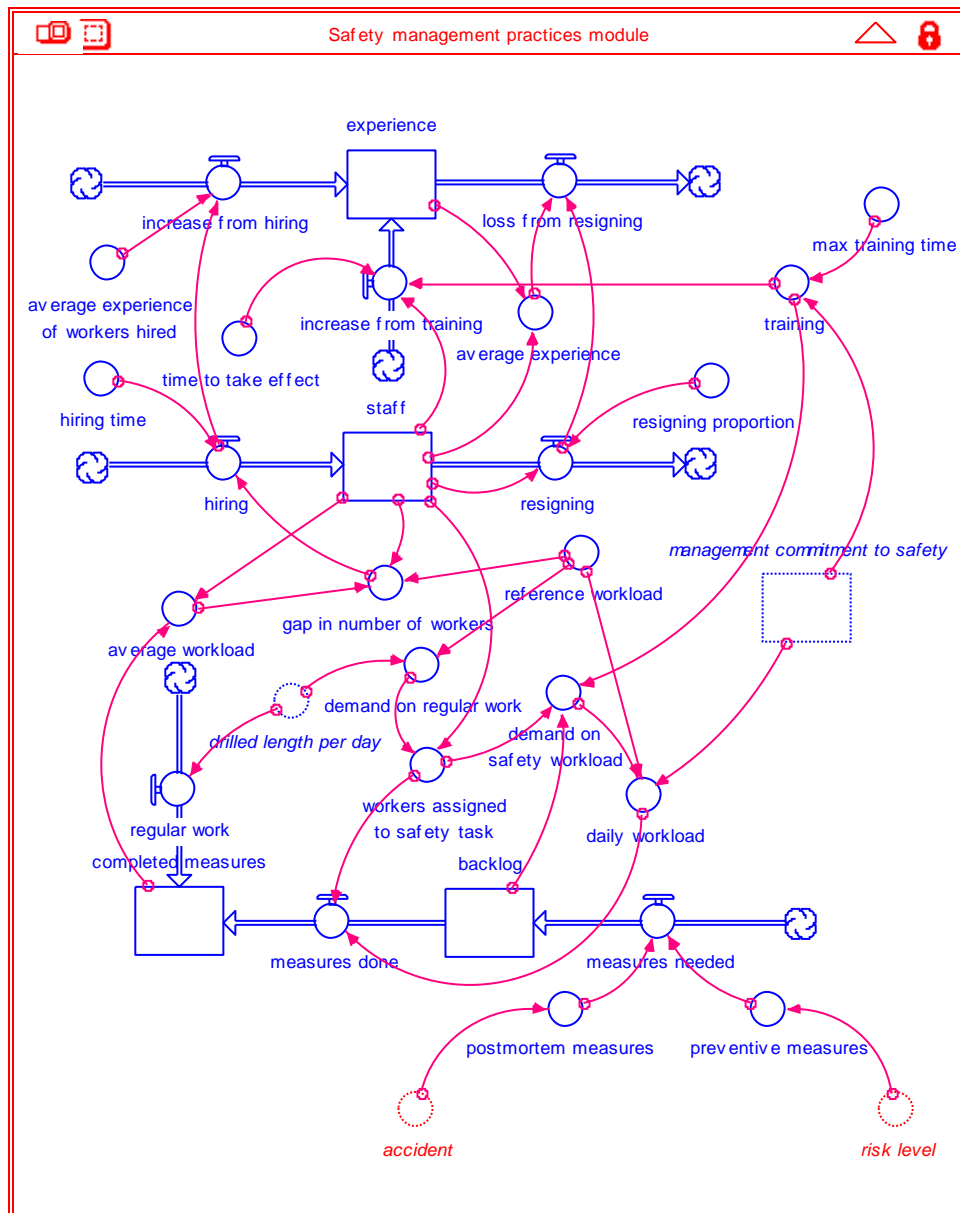 Safety management practices module
experience
increase from hiring
loss from resigning
max training time
average experience
of workers hired
increase from training
training
time to take effect
average experience
staff
hiring time
resigning proportion
hiring
resigning
management commitment to safety
reference workload
gap in number of workers
average workload
demand on regular work
drilled length per day
demand on
safety workload
workers assigned
to safety task
regular work
daily workload
completed measures
backlog
measures done
measures needed
postmortem measures
preventive measures
accident
risk level